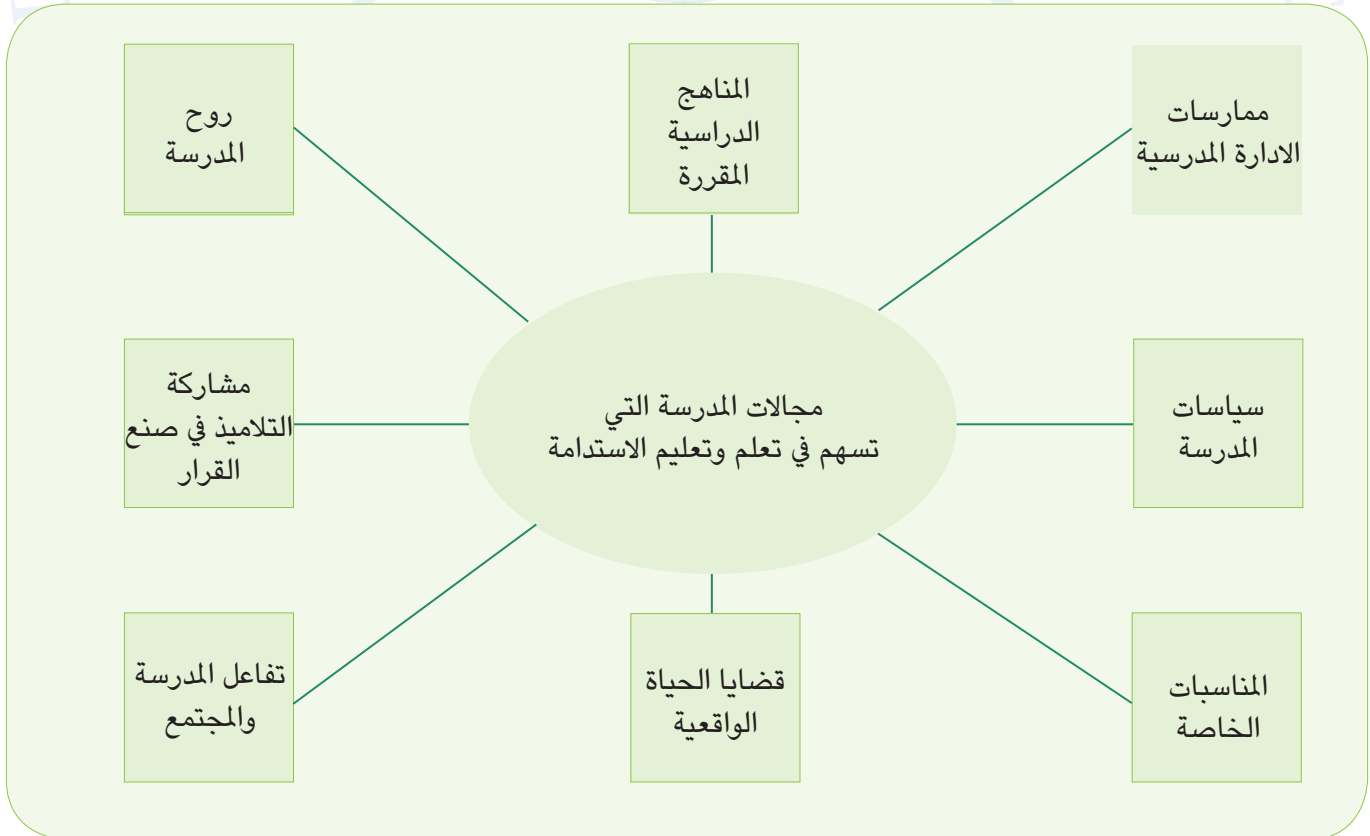 ممارسات
الادارة المدرسية
المناهج
الدراسية
المقررة
روح
المدرسة
سياسات
المدرسة
مجالات المدرسة التي
تسهم في تعلم وتعليم الاستدامة
مشاركة
التلاميذ في صنع
القرار
المناسبات
الخاصة
قضايا الحياة
الواقعية
تفاعل المدرسة
والمجتمع